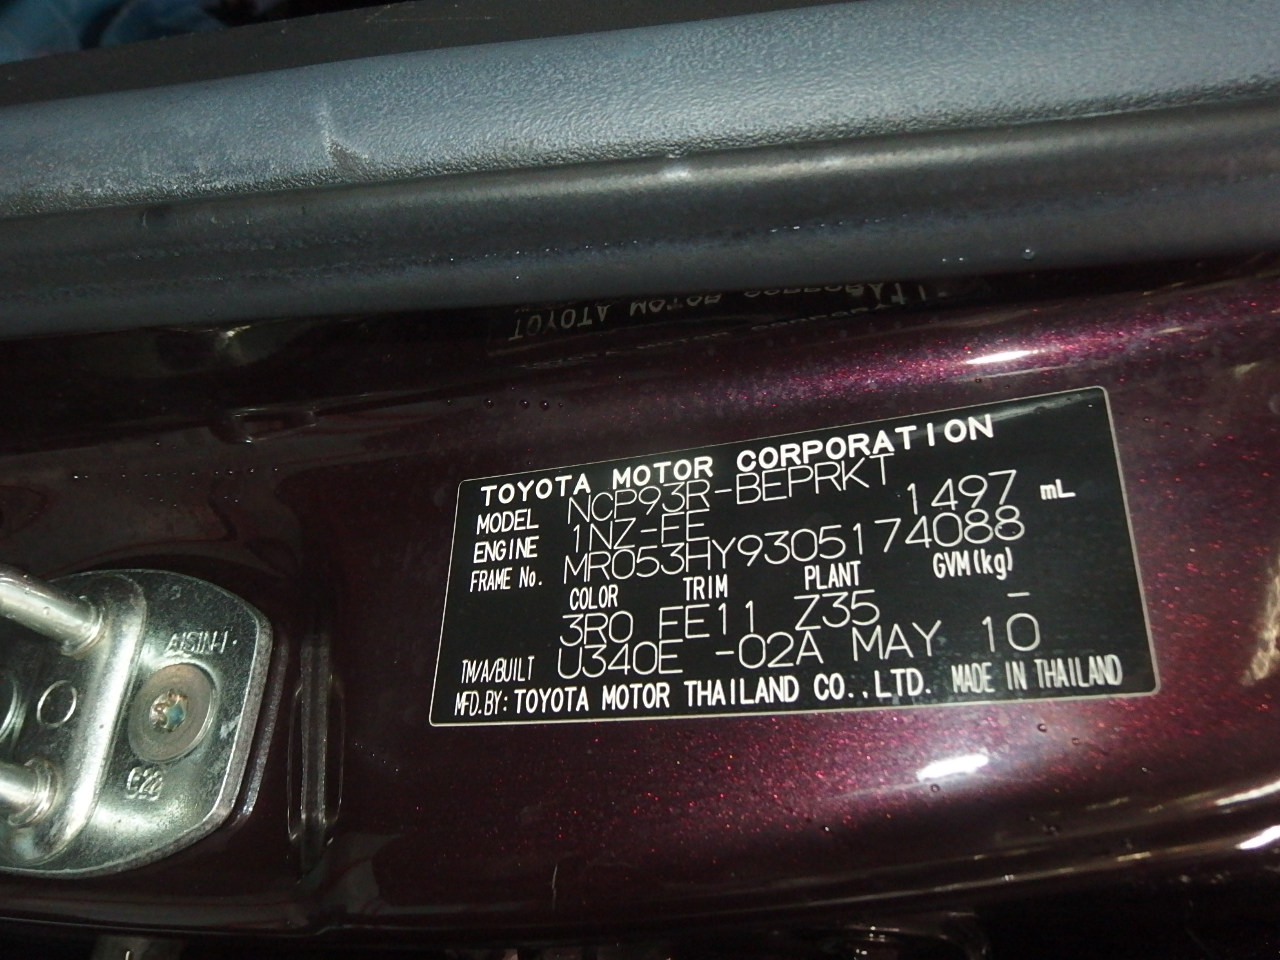 TOYOTA MOTOR CORPORATION
MODEL NCP93R-BEPRKT
ENGINE 1NZ-FE 1497 mL
FRAME No. MR053HY9305174088
COLOR TRIM PLANT GVM(kg)
3R0 FE11 Z35 -
TM/A/BUILT U340E -02A MAY 10
MFD.BY: TOYOTA MOTOR THAILAND CO.,LTD. MADE IN THAILAND
AISIN-I
C22